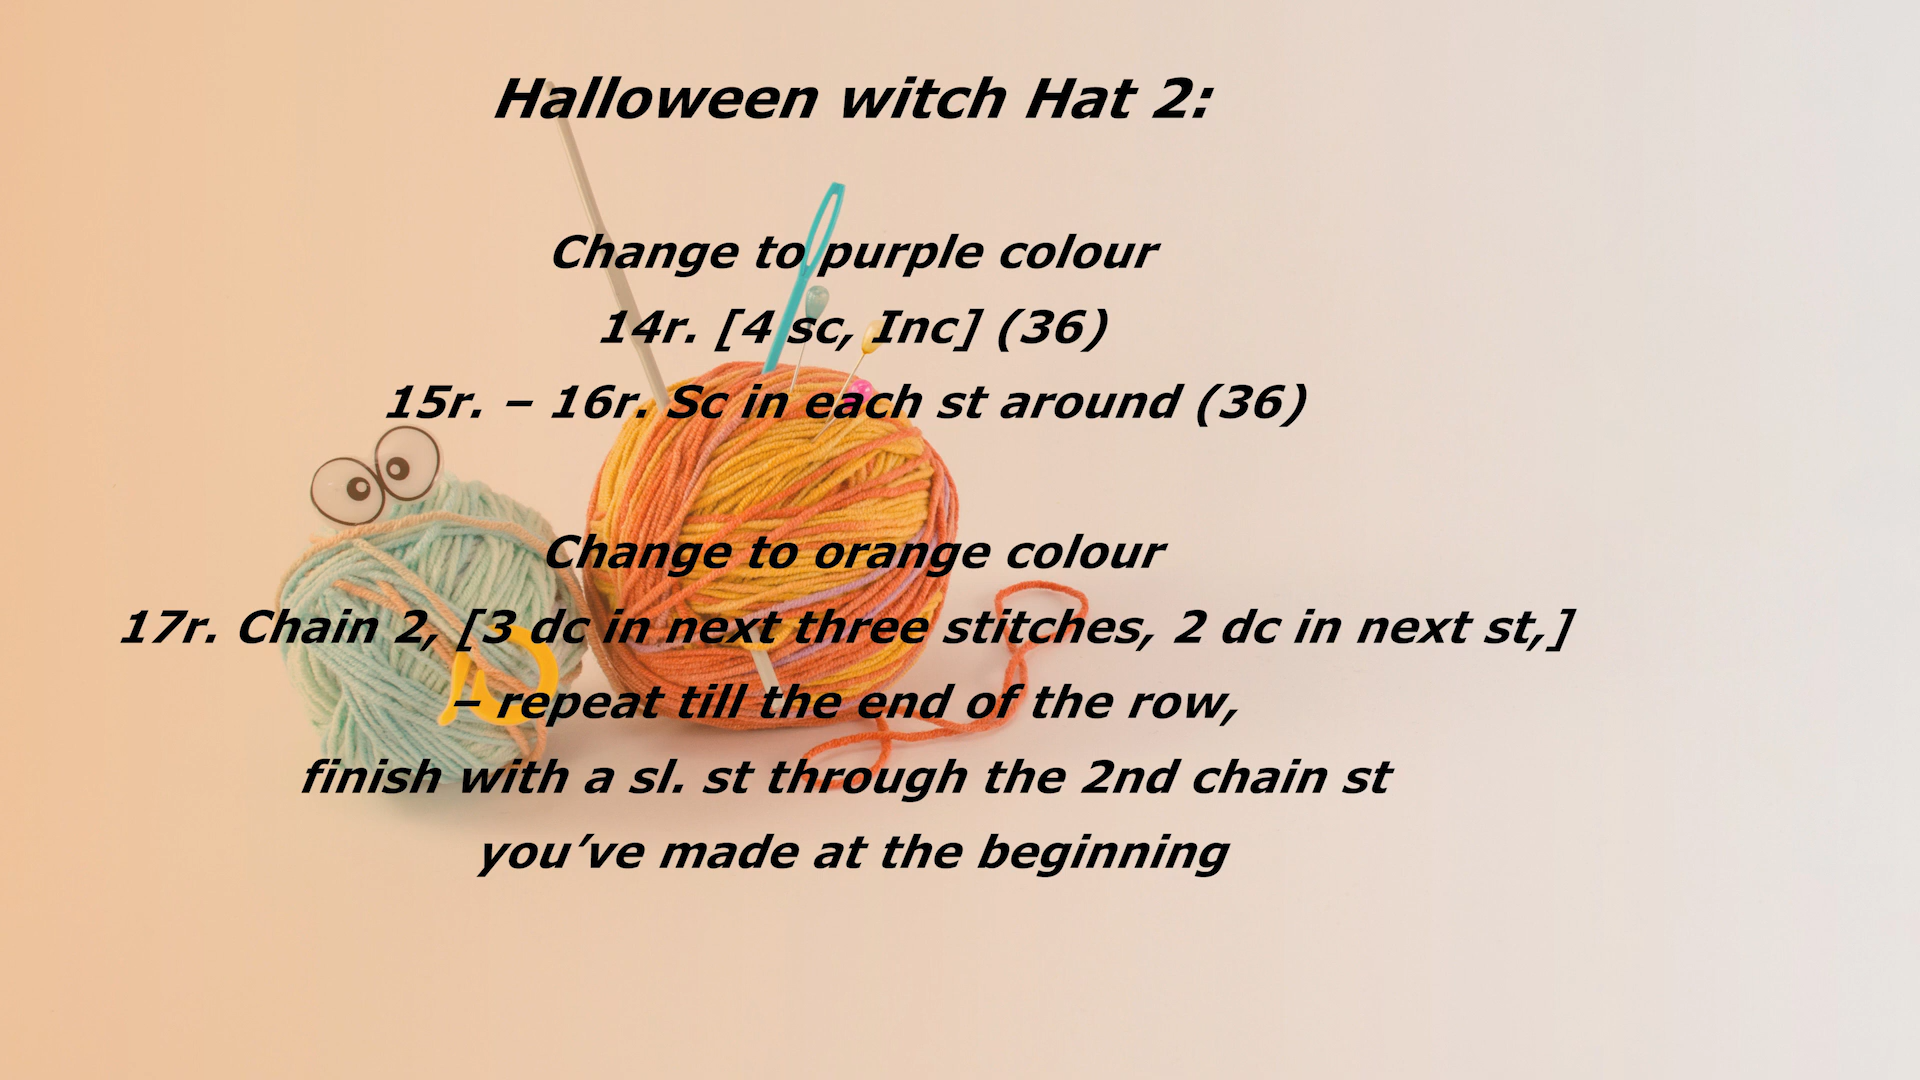 Halloween witch Hat 2:
Change to purple colour
14r. [4 sc, Inc] (36)
15r. – 16r. Sc in each st around (36)
Change to orange colour
17r. Chain 2, [3 dc in next three stitches, 2 dc in next st,]
– repeat till the end of the row,
finish with a sl. st through the 2nd chain st
you’ve made at the beginning